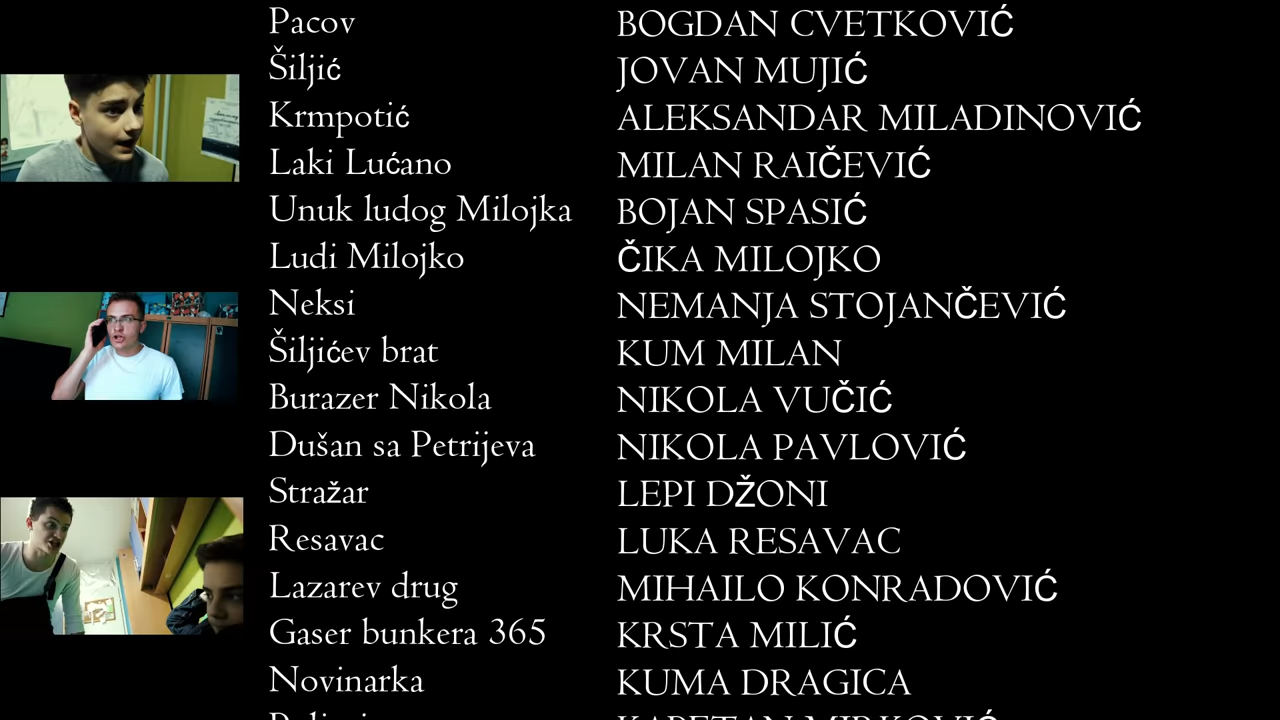 Pacov BOGDAN CVETKOVIĆ
Šiljić JOVAN MUJIĆ
Krmpotić ALEKSANDAR MILADINOVIĆ
Laki Lućano MILAN RAIČEVIĆ
Unuk ludog Milojka BOJAN SPASIĆ
Ludi Milojko ČIKA MILOJKO
Neksi NEMANJA STOJANČEVIĆ
Šiljićev brat KUM MILAN
Burazer Nikola NIKOLA VUČIĆ
Dušan sa Petrijeva NIKOLA PAVLOVIĆ
Stražar LEPI DŽONI
Resavac LUKA RESAVAC
Lazarev drug MIHAILO KONRADOVIĆ
Gaser bunkera 365 KRSTA MILIĆ
Novinarka KUMA DRAGICA